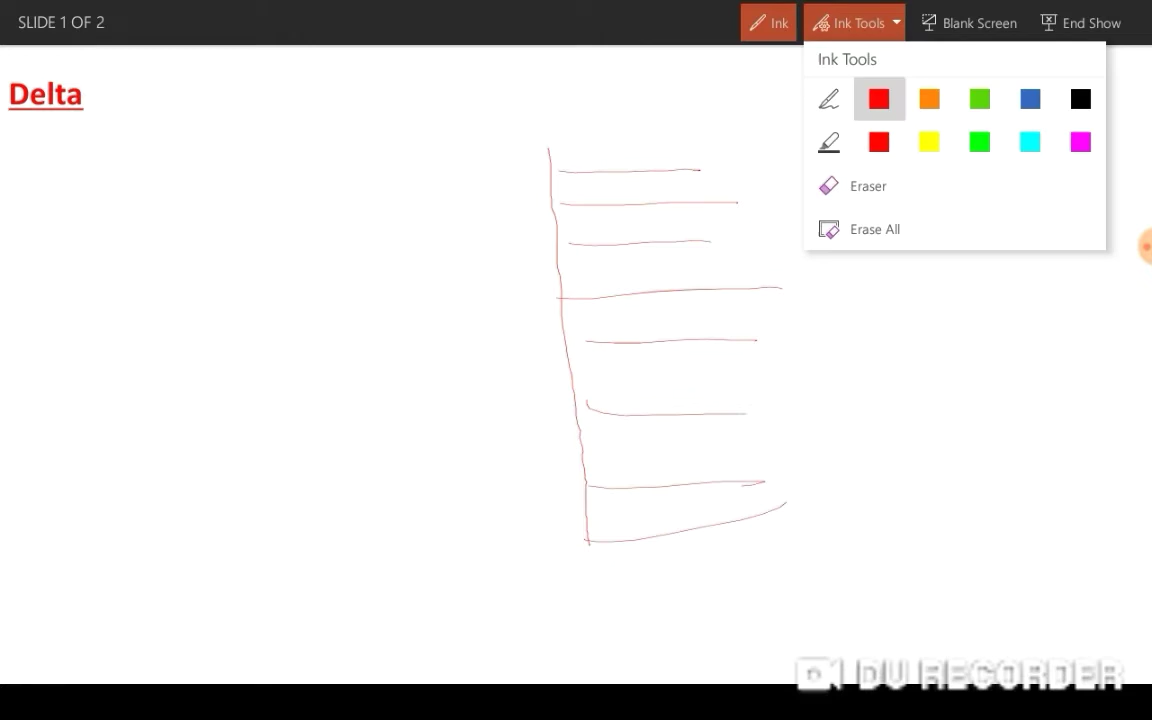 SLIDE 1 OF 2
Ink
Ink Tools
Blank Screen
End Show
Ink Tools
Delta
Eraser
Erase All
DU RECORDER